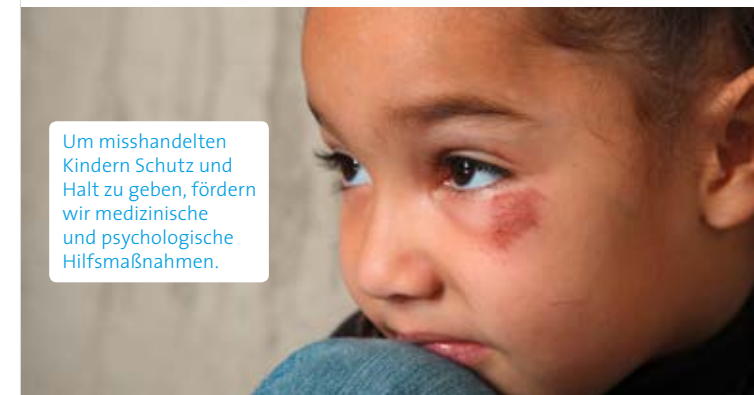 Um misshandelten
Kindern Schutz und
Halt zu geben, fördern
wir medizinische
und psychologische
Hilfsmaßnahmen.